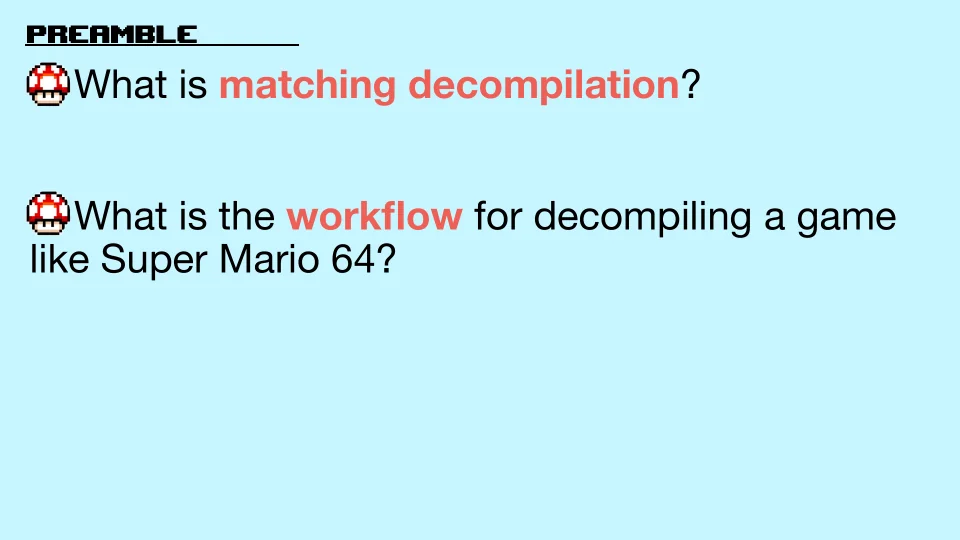 PREAMBLE
What is matching decompilation?
What is the workflow for decompiling a game
like Super Mario 64?